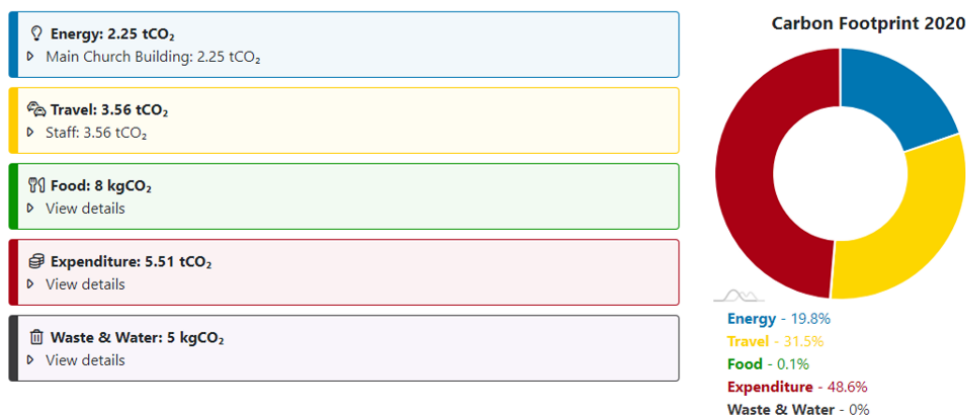 Energy: 2.25 tCO₂
Main Church Building: 2.25 tCO₂
Travel: 3.56 tCO₂
Staff: 3.56 tCO₂
Food: 8 kgCO₂
View details
Expenditure: 5.51 tCO₂
View details
Waste & Water: 5 kgCO₂
View details
Carbon Footprint 2020
Energy - 19.8%
Travel - 31.5%
Food - 0.1%
Expenditure - 48.6%
Waste & Water - 0%